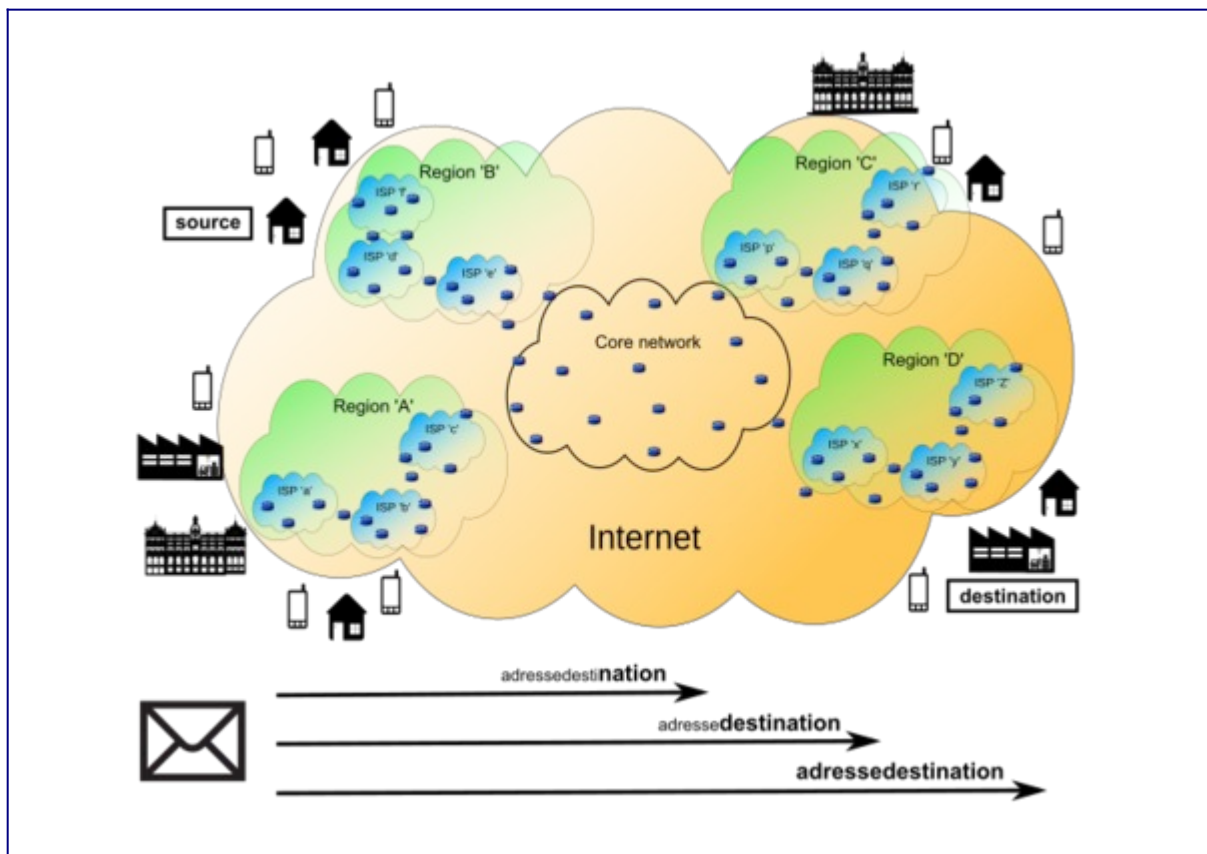 Region 'B'
Region 'C'
ISP 'f'
ISP 'r'
source
ISP 'd'
ISP 'e'
ISP 'p'
ISP 'q'
Core network
Region 'D'
ISP 'Z'
Region 'A'
ISP 'c'
ISP 'x'
ISP 'y'
ISP 'a'
ISP 'b'
Internet
destination
adressedestination
adressedestination
adressedestination